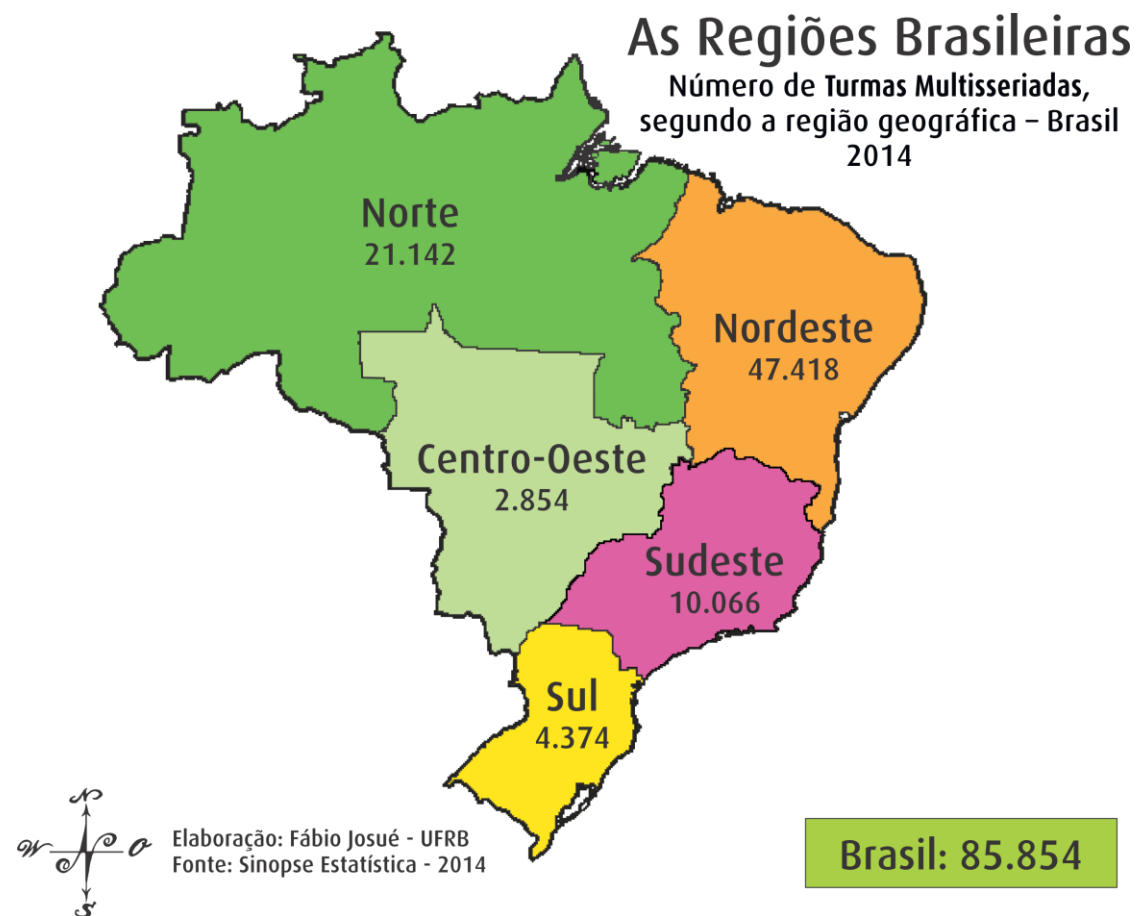 As Regiões Brasileiras
Número de Turmas Multisseriadas,
segundo a região geográfica – Brasil
2014
Norte
21.142
Nordeste
47.418
Centro-Oeste
2.854
Sudeste
10.066
Sul
4.374
N
W O
S
Elaboração: Fábio Josué - UFRB
Fonte: Sinopse Estatística - 2014
Brasil: 85.854